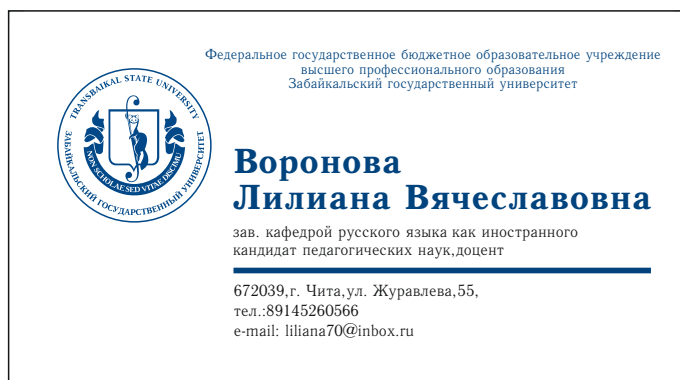 Федеральное государственное бюджетное образовательное учреждение
высшего профессионального образования
Забайкальский государственный университет
TRANSBAIKAL STATE UNIVERSITY
ЗАБАЙКАЛЬСКИЙ ГОСУДАРСТВЕННЫЙ УНИВЕРСИТЕТ
NON SCHOLAE SED VITAE DISCIMU
Воронова
Лилиана Вячеславовна
зав. кафедрой русского языка как иностранного
кандидат педагогических наук,доцент
672039,г. Чита,ул. Журавлева,55,
тел.:89145260566
e-mail: liliana70@inbox.ru